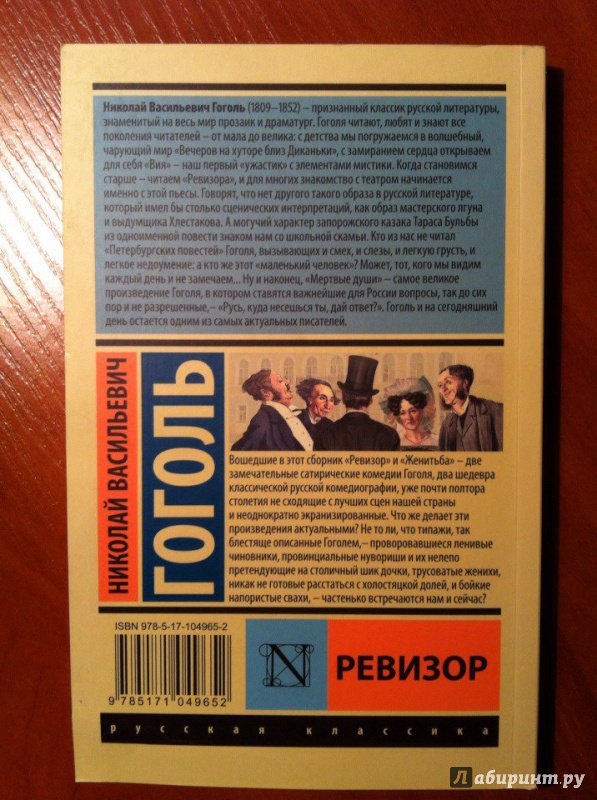 Николай Васильевич Гоголь (1809–1852) – признанный классик русской литературы,
знаменитый на весь мир прозаик и драматург. Гоголя читают, любят и знают все
поколения читателей – от мала до велика: с детства мы погружаемся в волшебный,
чарующий мир «Вечеров на хуторе близ Диканьки», с замиранием сердца открываем
для себя «Вия» – наш первый «ужастик» с элементами мистики. Когда становимся
старше – читаем «Ревизора», и для многих знакомство с театром начинается
именно с этой пьесы. Говорят, что нет другого такого образа в русской литературе,
который имел бы столько сценических интерпретаций, как образ мастерского лгуна
и выдумщика Хлестакова. А могучий характер запорожского казака Тараса Бульбы
из одноименной повести знаком нам со школьной скамьи. Кто из нас не читал
«Петербургских повестей» Гоголя, вызывающих и смех, и слезы, и легкую грусть, и
легкое недоумение: а кто же этот «маленький человек»? Может, тот, кого мы видим
каждый день и не замечаем... Ну и наконец, «Мертвые души» – самое великое
произведение Гоголя, в котором ставятся важнейшие для России вопросы, так до сих
пор и не разрешенные,– «Русь, куда несешься ты, дай ответ?». Гоголь и на сегодняшний
день остается одним из самых актуальных писателей.
НИКОЛАЙ ВАСИЛЬЕВИЧ
ГОГОЛЬ
Вошедшие в этот сборник «Ревизор» и «Женитьба» – две
замечательные сатирические комедии Гоголя, два шедевра
классической русской комедиографии, уже почти полтора
столетия не сходящие с лучших сцен нашей страны
и неоднократно экранизированные. Что же делает эти
произведения актуальными? Не то ли, что типажи, так
блестяще описанные Гоголем,– проворовавшиеся ленивые
чиновники, провинциальные нувориши и их нелепо
претендующие на столичный шик дочки, трусоватые женихи,
никак не готовые расстаться с холостяцкой долей, и бойкие
напористые свахи, – частенько встречаются нам и сейчас?
ISBN 978-5-17-104965-2
9 785171 049652
N
РЕВИЗОР
русская классика
Лабиринт.ру